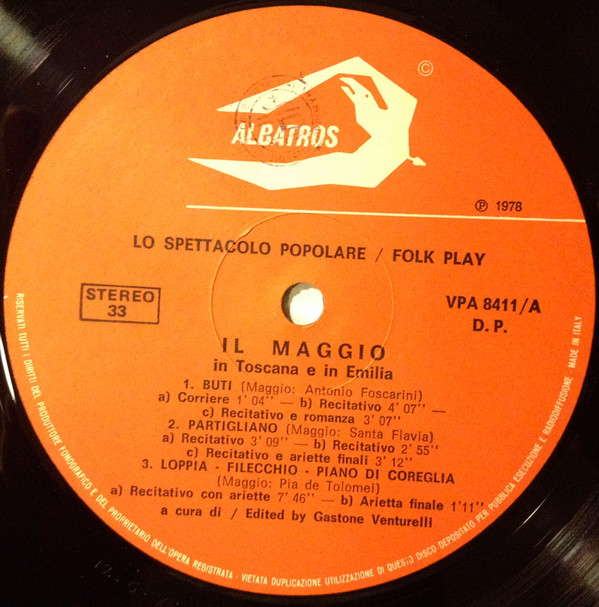 ©
ALBATROS
℗ 1978
LO SPETTACOLO POPOLARE / FOLK PLAY
STEREO
33
VPA 8411/A
D. P.
IL MAGGIO
in Toscana e in Emilia
1. BUTI (Maggio: Antonio Foscarini)
a) Corriere 1' 04" — b) Recitativo 4' 07" —
c) Recitativo e romanza 3' 07"
2. PARTIGLIANO (Maggio: Santa Flavia)
a) Recitativo 3' 09" — b) Recitativo 2' 55"
c) Recitativo e ariette finali 3' 12"
3. LOPPIA - FILECCHIO - PIANO DI COREGLIA
(Maggio: Pia de Tolomei)
a) Recitativo con ariette 7' 46" — b) Arietta finale 1'11"
a cura di / Edited by Gastone Venturelli
RISERVATI TUTTI I DIRITTI DEL PRODUTTORE FONOGRAFICO E DEL PROPRIETARIO DELL'OPERA REGISTRATA - VIETATA DUPLICAZIONE UTILIZZAZIONE DI QUESTO DISCO DEPOSITATO PER PUBBLICA ESECUZIONE E RADIODIFFUSIONE. MADE IN ITALY